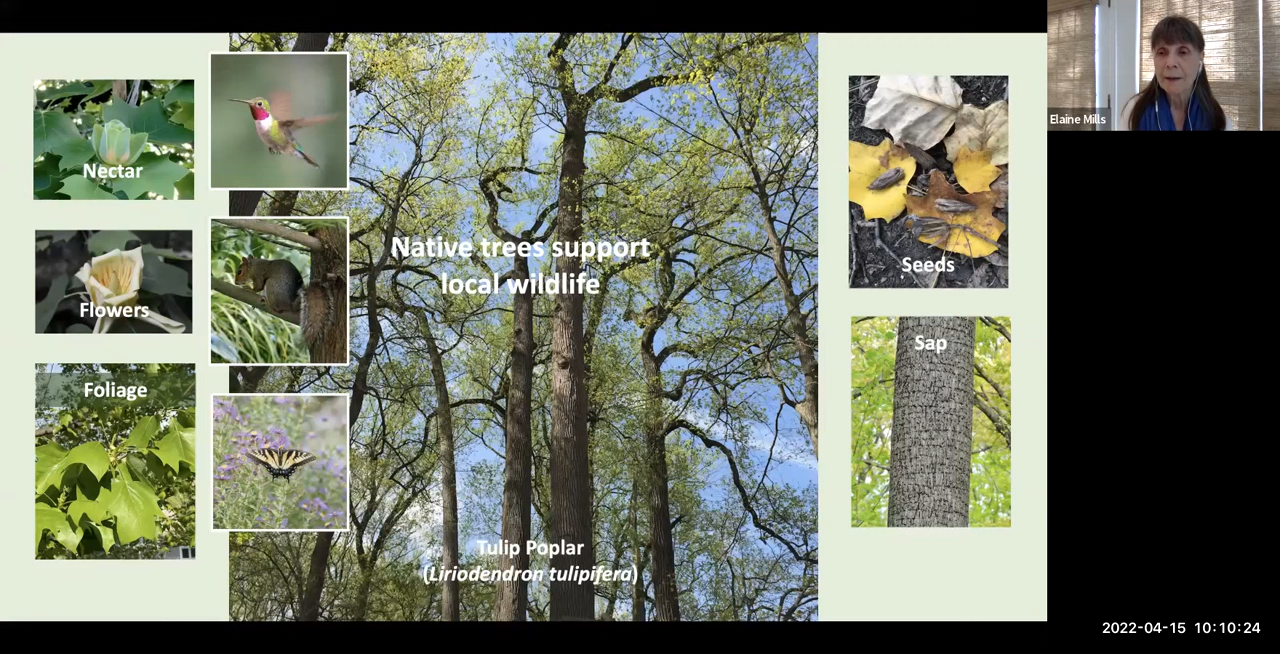 Nectar
Flowers
Foliage
Native trees support
local wildlife
Tulip Poplar
(Liriodendron tulipifera)
Seeds
Sap
Elaine Mills
2022-04-15 10:10:24